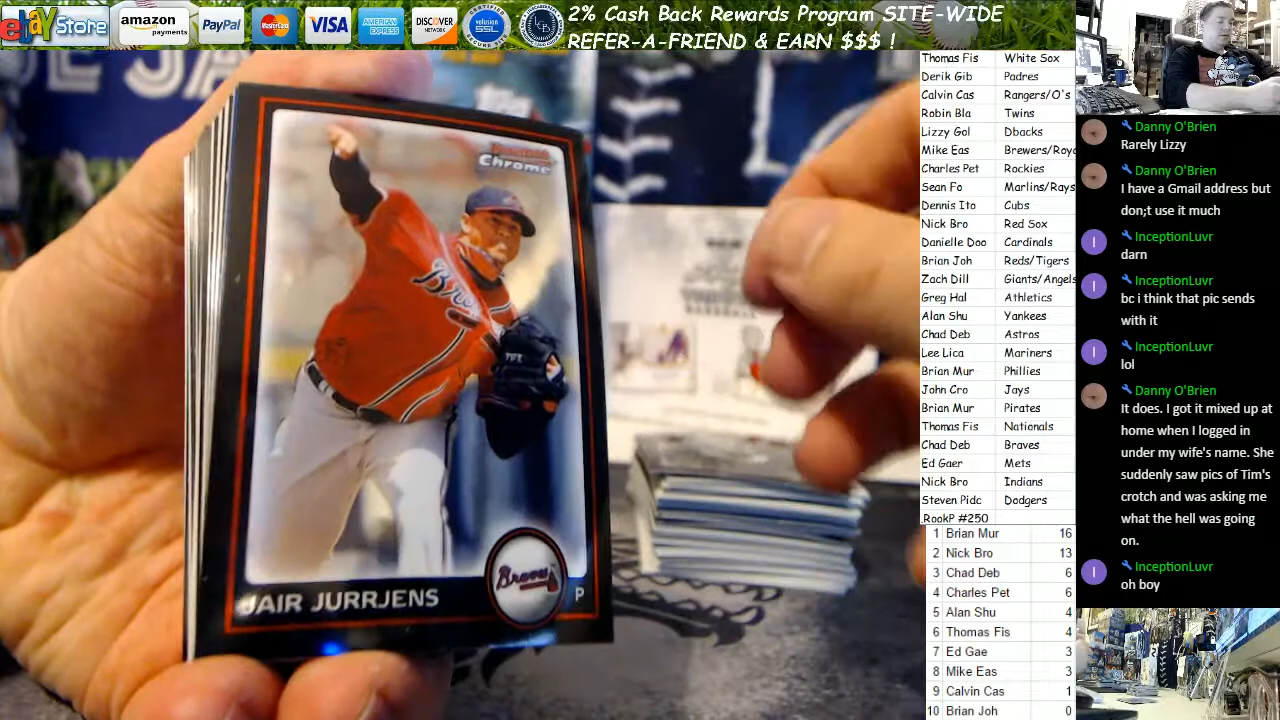 ebay Store
amazon
payments
PayPal
MasterCard
VISA
AMERICAN
EXPRESS
DISCOVER
NETWORK
volusion
SSL
2% Cash Back Rewards Program SITE-WIDE
REFER-A-FRIEND & EARN $$$ !
topps
Chrome
Braves
JAIR JURRJENS
P
Thomas Fis White Sox
Derik Gib Padres
Calvin Cas Rangers/O's
Robin Bla Twins
Lizzy Gol Dbacks
Mike Eas Brewers/Roya
Charles Pet Rockies
Sean Fo Marlins/Rays
Dennis Ito Cubs
Nick Bro Red Sox
Danielle Doo Cardinals
Brian Joh Reds/Tigers
Zach Dill Giants/Angels
Greg Hal Athletics
Alan Shu Yankees
Chad Deb Astros
Lee Lica Mariners
Brian Mur Phillies
John Cro Jays
Brian Mur Pirates
Thomas Fis Nationals
Chad Deb Braves
Ed Gaer Mets
Nick Bro Indians
Steven Pidc Dodgers
.RookP #250
1 Brian Mur 16
2 Nick Bro 13
3 Chad Deb 6
4 Charles Pet 6
5 Alan Shu 4
6 Thomas Fis 4
7 Ed Gae 3
8 Mike Eas 3
9 Calvin Cas 1
10 Brian Joh 0
Danny O'Brien
Rarely Lizzy
Danny O'Brien
I have a Gmail address but
don;t use it much
I InceptionLuvr
darn
I InceptionLuvr
bc i think that pic sends
with it
I InceptionLuvr
lol
Danny O'Brien
It does. I got it mixed up at
home when I logged in
under my wife's name. She
suddenly saw pics of Tim's
crotch and was asking me
what the hell was going
on.
I InceptionLuvr
oh boy